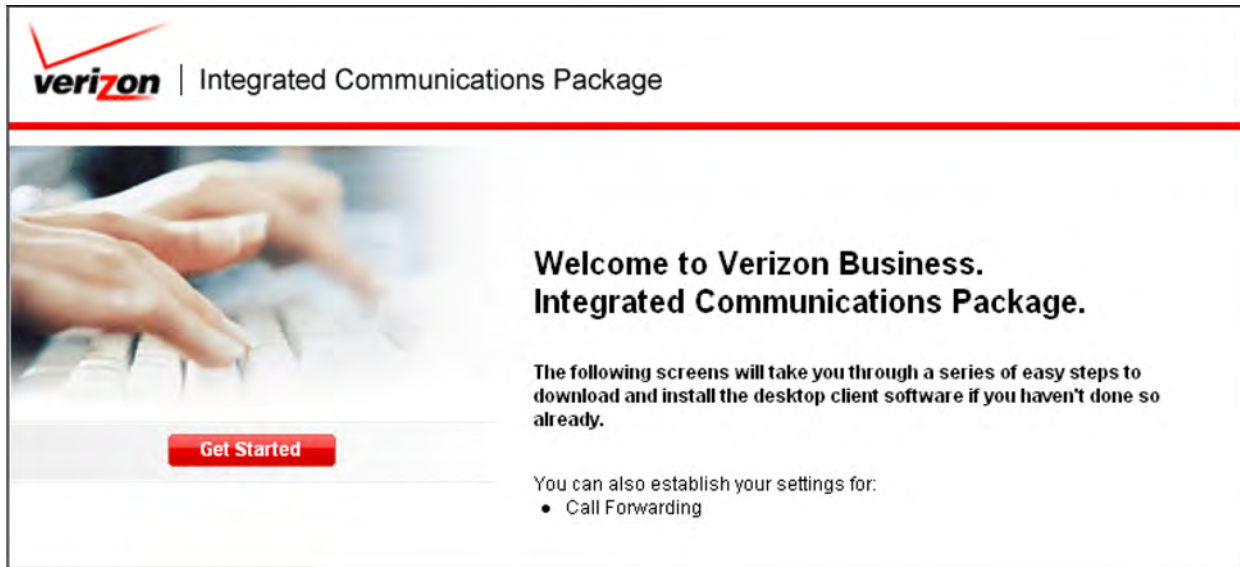 verizon | Integrated Communications Package
Welcome to Verizon Business.
Integrated Communications Package.
The following screens will take you through a series of easy steps to
download and install the desktop client software if you haven't done so
already.
Get Started
You can also establish your settings for:
● Call Forwarding